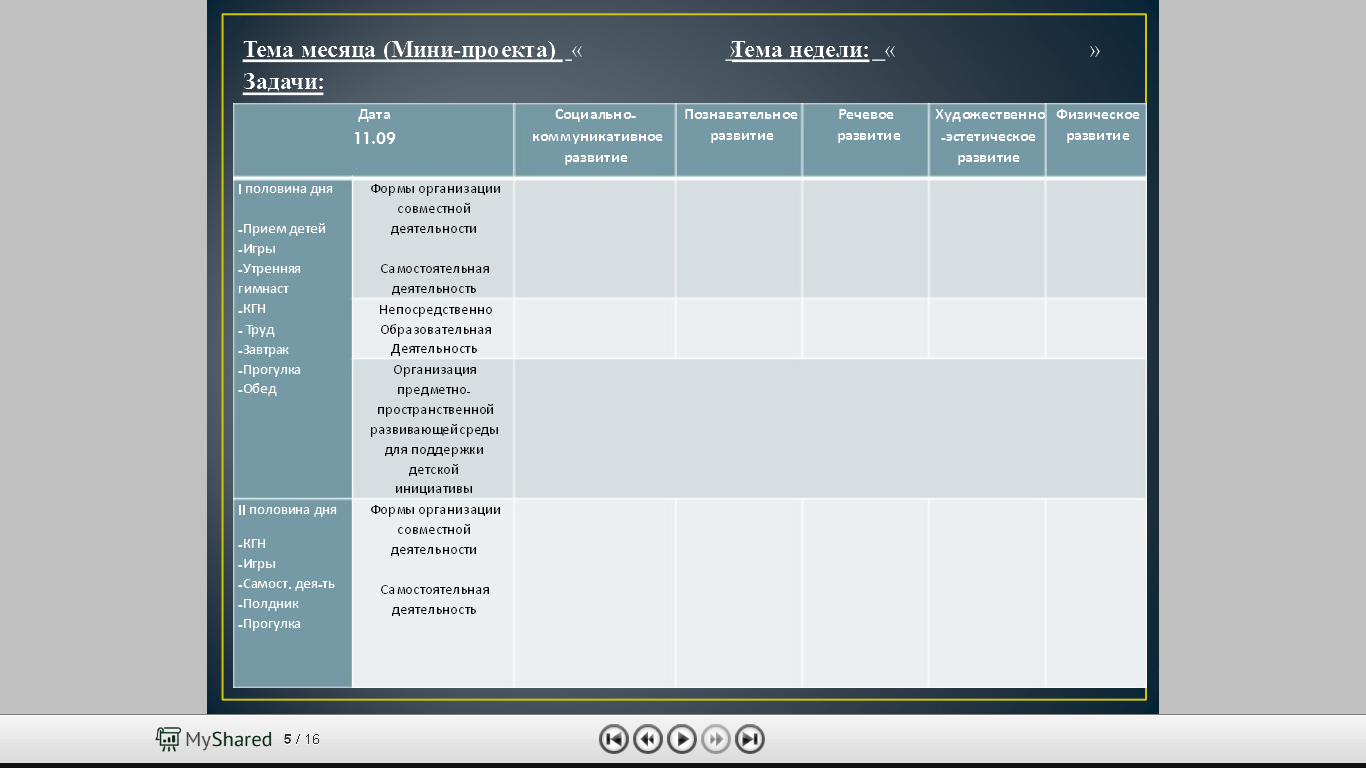 Тема месяца (Мини-проекта) « » Тема недели: « »
Задачи:
Дата
11.09
Социально-
коммуникативное
развитие
Познавательное
развитие
Речевое
развитие
Художественно
-эстетическое
развитие
Физическое
развитие
I половина дня
-Прием детей
-Игры
-Утренняя
гимнаст
-КГН
- Труд
-Завтрак
-Прогулка
-Обед
Формы организации
совместной
деятельности
Самостоятельная
деятельность
Непосредственно
Образовательная
Деятельность
Организация
предметно-
пространственной
развивающей среды
для поддержки
детской
инициативы
II половина дня
-КГН
-Игры
-Самост. дея-ть
-Полдник
-Прогулка
Формы организации
совместной
деятельности
Самостоятельная
деятельность
MyShared 5 / 16